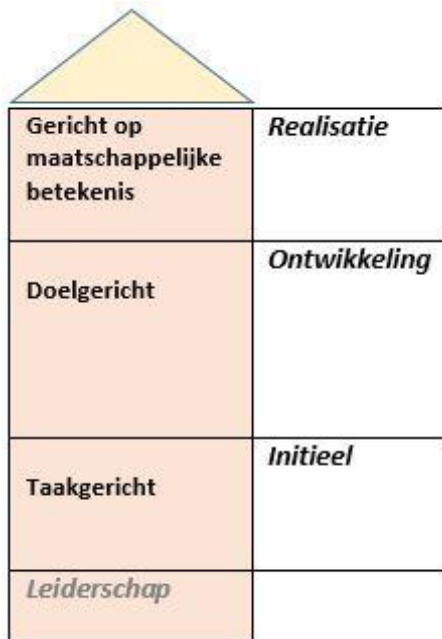 Gericht op
maatschappelijke
betekenis
Realisatie
Doelgericht
Ontwikkeling
Taakgericht
Initieel
Leiderschap